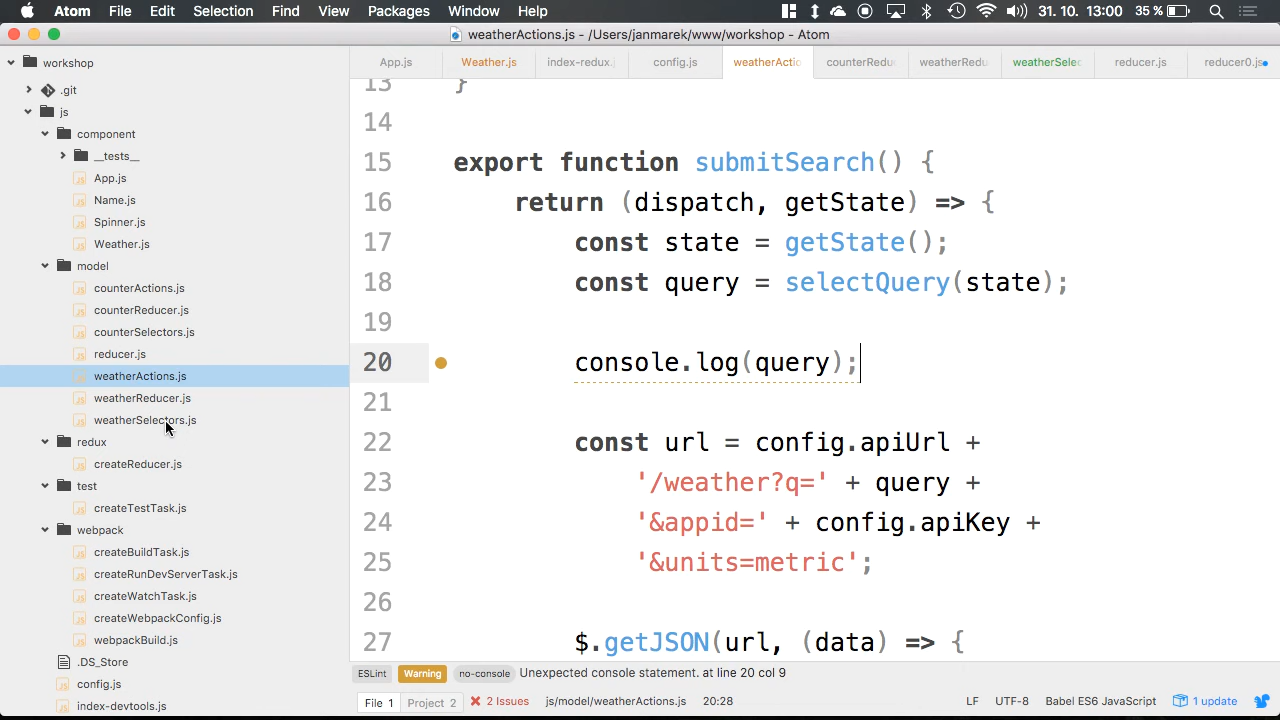 Atom File Edit Selection Find View Packages Window Help 31. 10. 13:00 35 %
weatherActions.js - /Users/janmarek/www/workshop - Atom
workshop
.git
js
component
__tests__
App.js
Name.js
Spinner.js
Weather.js
model
counterActions.js
counterReducer.js
counterSelectors.js
reducer.js
weatherActions.js
weatherReducer.js
weatherSelectors.js
redux
createReducer.js
test
createTestTask.js
webpack
createBuildTask.js
createRunDevServerTask.js
createWatchTask.js
createWebpackConfig.js
webpackBuild.js
.DS_Store
config.js
index-devtools.js
App.js Weather.js index-redux. config.js weatherActio counterRedu weatherRedu weatherSelec reducer.js reducer0.js
13 }
14
15 export function submitSearch() {
16 return (dispatch, getState) => {
17 const state = getState();
18 const query = selectQuery(state);
19
20 console.log(query);
21
22 const url = config.apiUrl +
23 '/weather?q=' + query +
24 '&appid=' + config.apiKey +
25 '&units=metric';
26
27 $.getJSON(url, (data) => {
ESLint Warning no-console Unexpected console statement. at line 20 col 9
File 1 Project 2 2 Issues js/model/weatherActions.js 20:28 LF UTF-8 Babel ES6 JavaScript 1 update